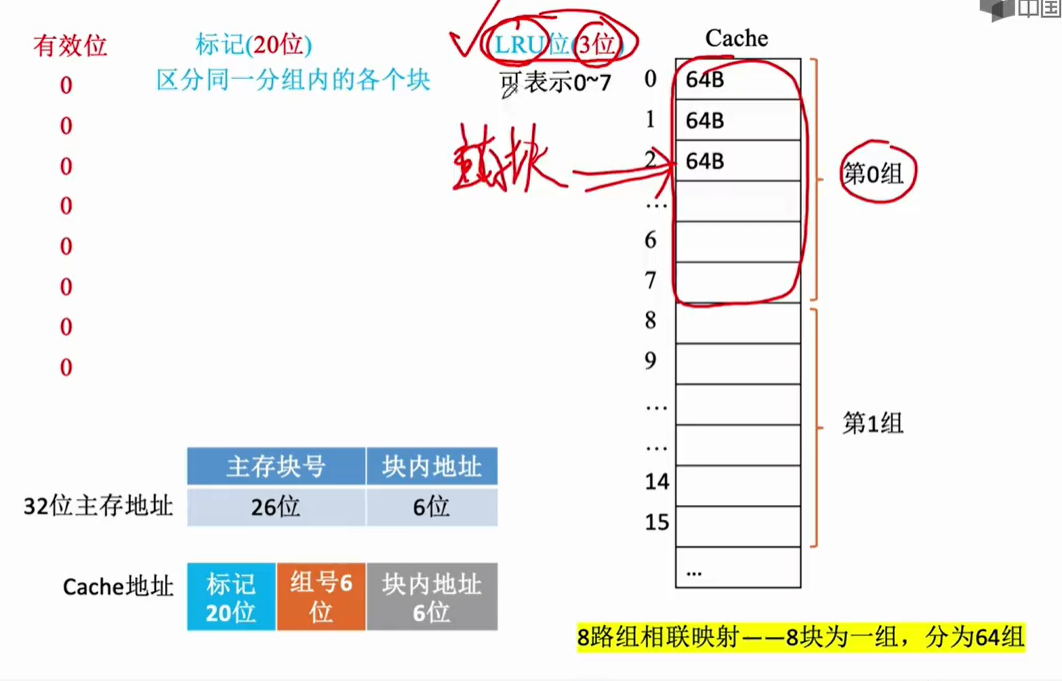 中国
有效位 标记(20位) LRU位(3位) Cache
0 区分同一分组内的各个块 可表示0~7 0 64B
0 1 64B
0 2 64B 第0组
0 …
0 6
0 7
0 8
0 9
…
… 第1组
14
15
...
主存块号 块内地址
32位主存地址 26位 6位
Cache地址 标记 20位 组号6位 块内地址 6位
8路组相联映射——8块为一组，分为64组